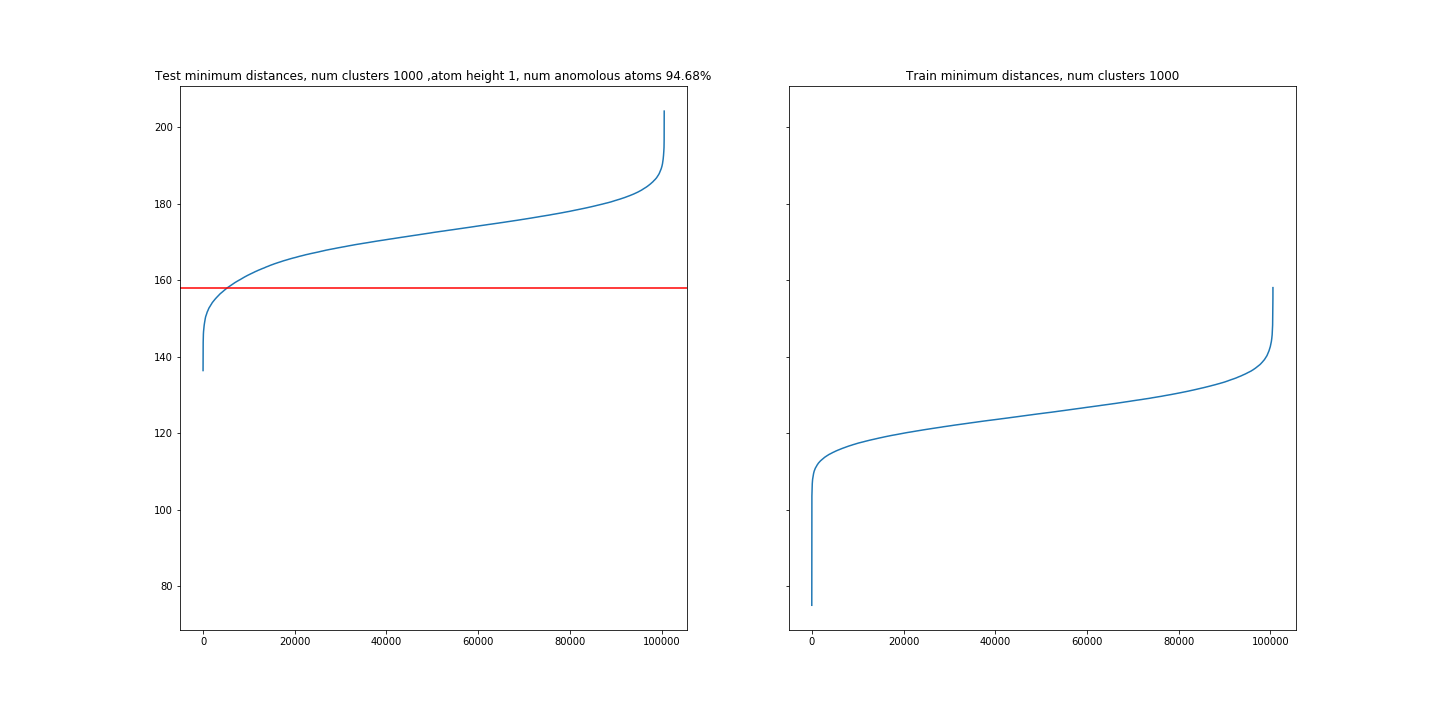 Test minimum distances, num clusters 1000 ,atom height 1, num anomolous atoms 94.68%
200
180
160
140
120
100
80
0 20000 40000 60000 80000 100000
Train minimum distances, num clusters 1000
0 20000 40000 60000 80000 100000